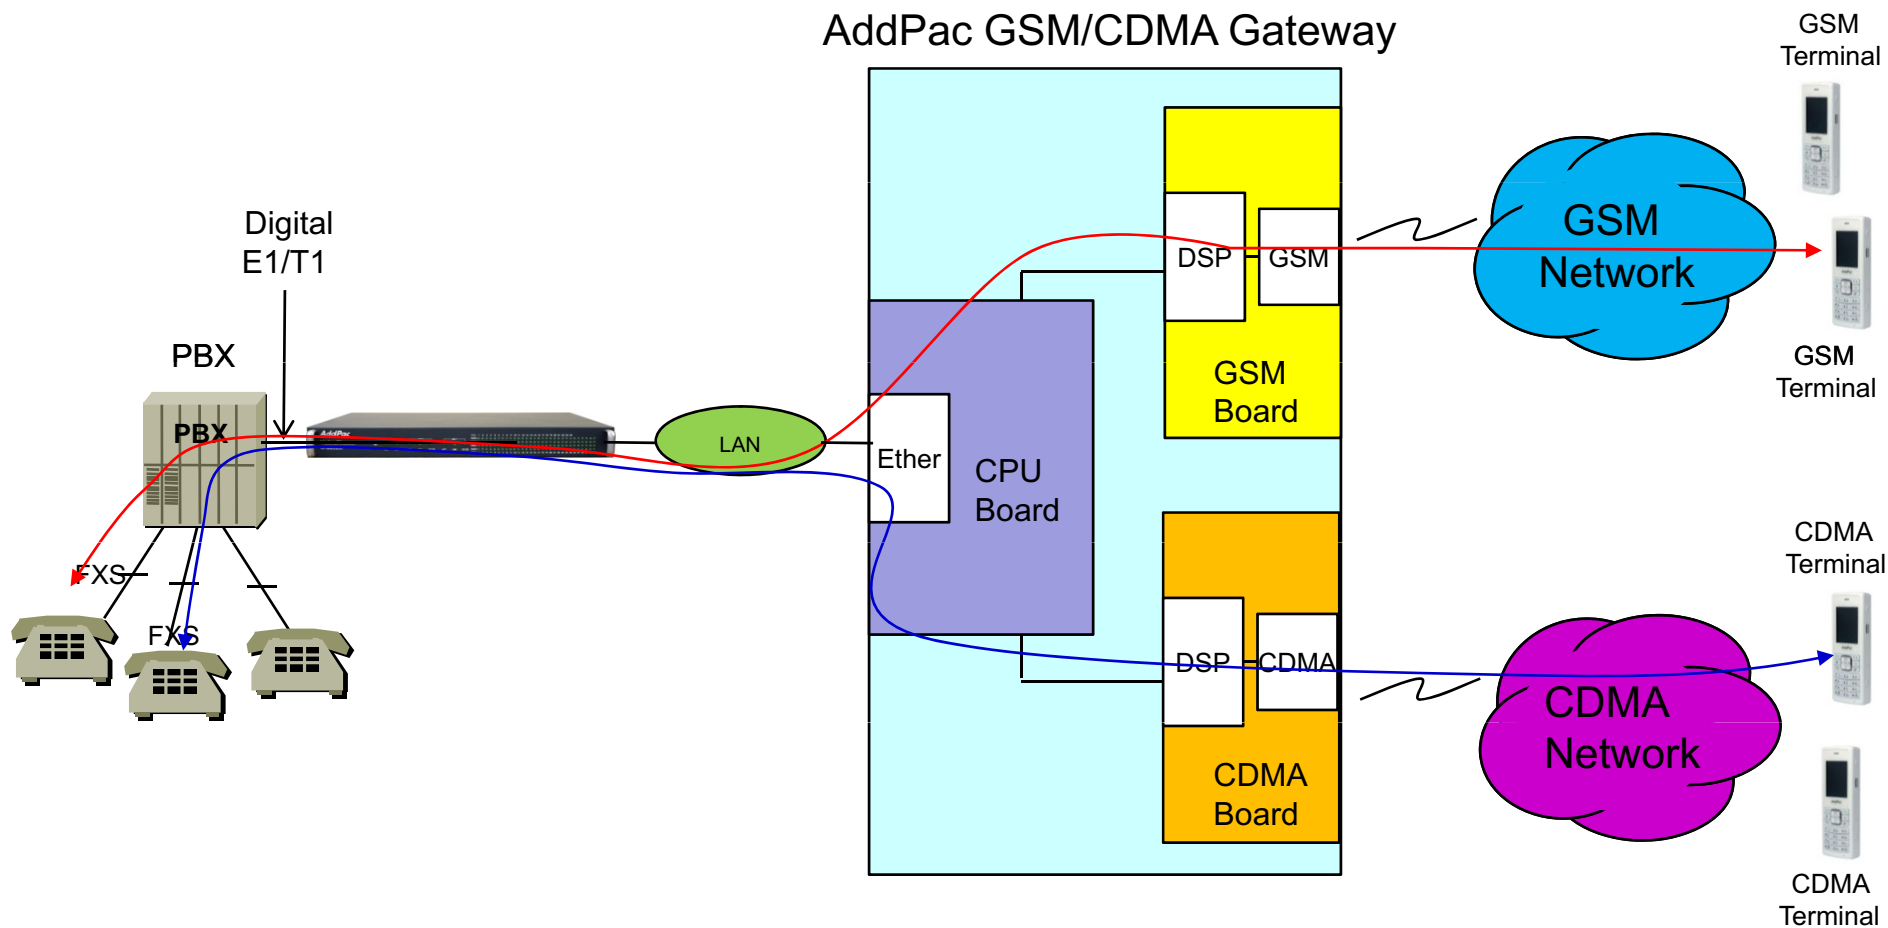 AddPac GSM/CDMA Gateway
GSM
Terminal
GSM
Network
GSM
Terminal
Digital
E1/T1
PBX
PBX
AddPac
LAN
Ether
CPU
Board
DSP
GSM
GSM
Board
FXS
FXS
DSP
CDMA
CDMA
Board
CDMA
Terminal
CDMA
Network
CDMA
Terminal